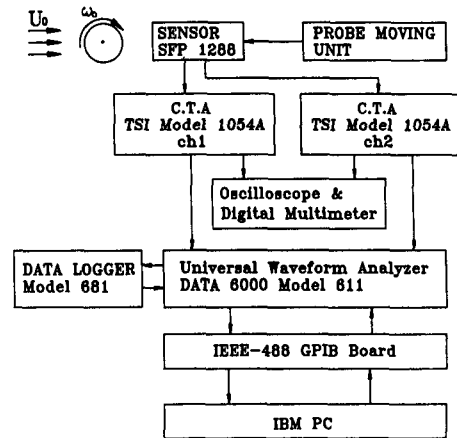 U₀
ω₀
SENSOR
SFP 1288
PROBE MOVING
UNIT
C.T.A
TSI Model 1054A
ch1
C.T.A
TSI Model 1054A
ch2
Oscilloscope &
Digital Multimeter
DATA LOGGER
Model 681
Universal Waveform Analyzer
DATA 6000 Model 611
IEEE-488 GPIB Board
IBM PC